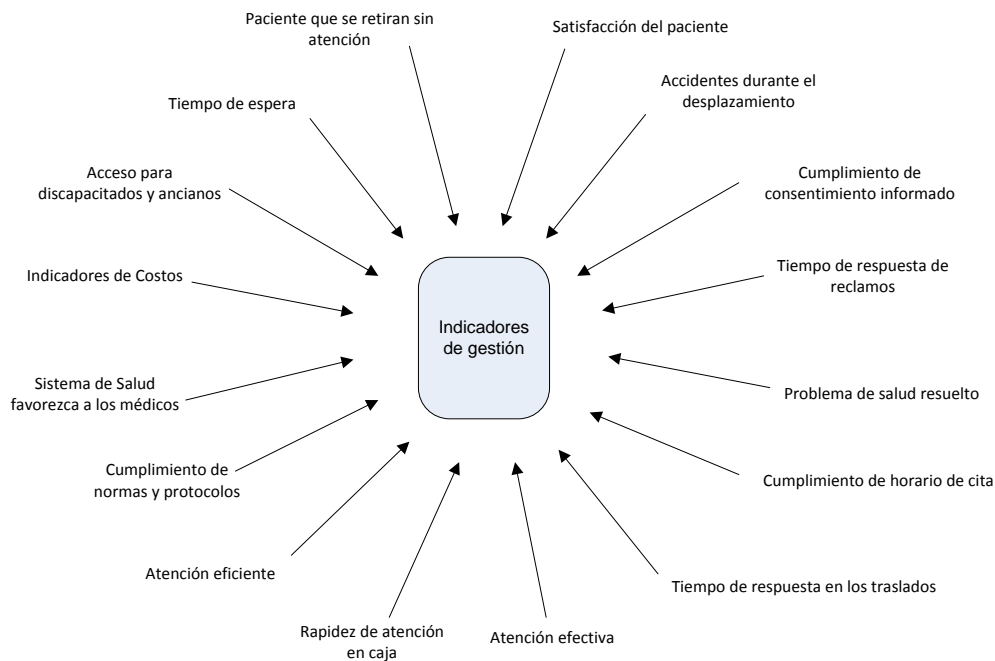 Paciente que se retiran sin
atención
Satisfacción del paciente
Accidentes durante el
desplazamiento
Tiempo de espera
Acceso para
discapacitados y ancianos
Cumplimiento de
consentimiento informado
Indicadores de Costos
Tiempo de respuesta de
reclamos
Indicadores
de gestión
Sistema de Salud
favorezca a los médicos
Problema de salud resuelto
Cumplimiento de
normas y protocolos
Cumplimiento de horario de cita
Atención eficiente
Tiempo de respuesta en los traslados
Rapidez de atención
en caja
Atención efectiva